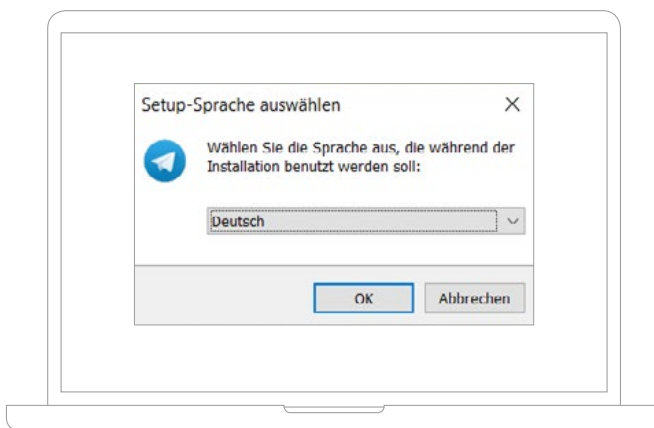 Setup-Sprache auswählen
Wählen Sie die Sprache aus, die während der
Installation benutzt werden soll:
Deutsch
OK
Abbrechen